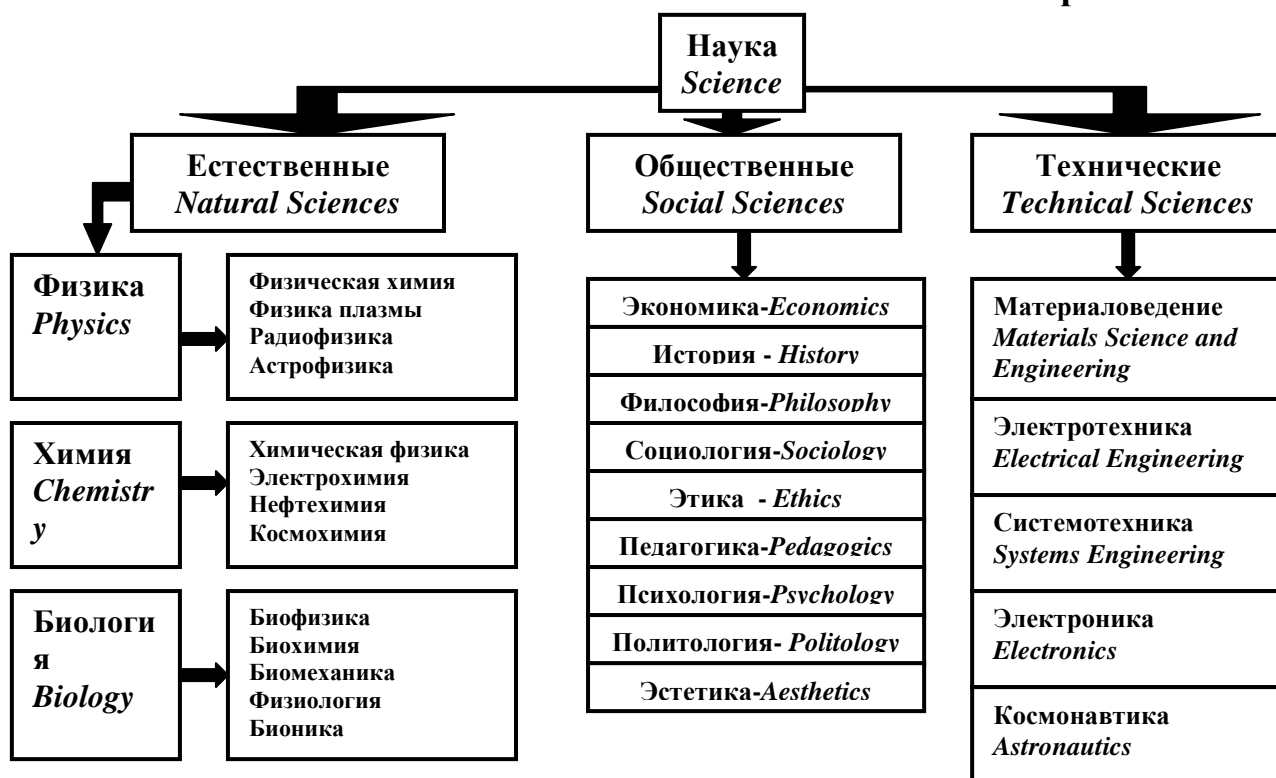 Наука
Science
Естественные
Natural Sciences
Общественные
Social Sciences
Технические
Technical Sciences
Физика
Physics
Физическая химия
Физика плазмы
Радиофизика
Астрофизика
Химия
Chemistr
y
Химическая физика
Электрохимия
Нефтехимия
Космохимия
Биологи
я
Biology
Биофизика
Биохимия
Биомеханика
Физиология
Бионика
Экономика-Economics
История - History
Философия-Philosophy
Социология-Sociology
Этика - Ethics
Педагогика-Pedagogics
Психология-Psychology
Политология- Politology
Эстетика-Aesthetics
Материаловедение
Materials Science and
Engineering
Электротехника
Electrical Engineering
Системотехника
Systems Engineering
Электроника
Electronics
Космонавтика
Astronautics